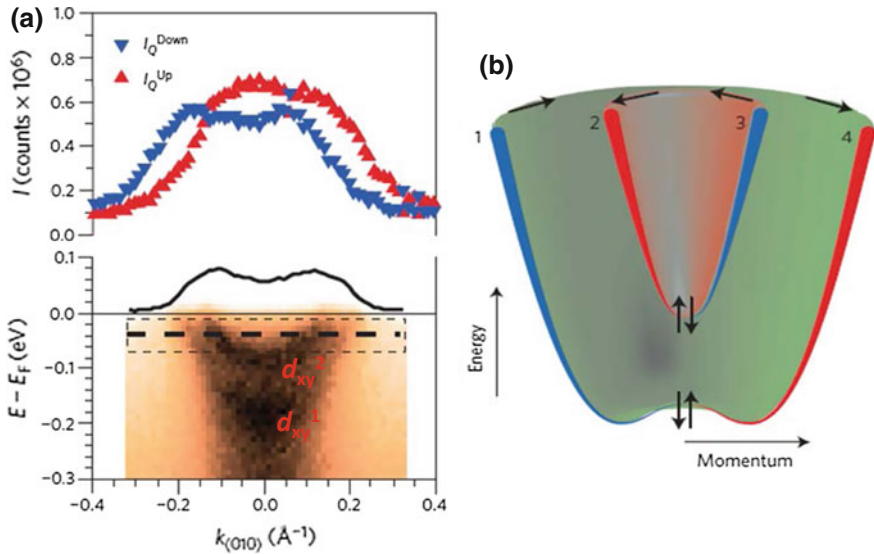 (a)
1.0
0.8
0.6
0.4
0.2
0.0
I (counts × 10⁶)
I_Q^Down
I_Q^Up
0.1
0.0
−0.1
−0.2
−0.3
E − E_F (eV)
d_xy^2
d_xy^1
−0.4
−0.2
0.0
0.2
0.4
k_⟨010⟩ (Å⁻¹)
(b)
1
2
3
4
Energy
Momentum